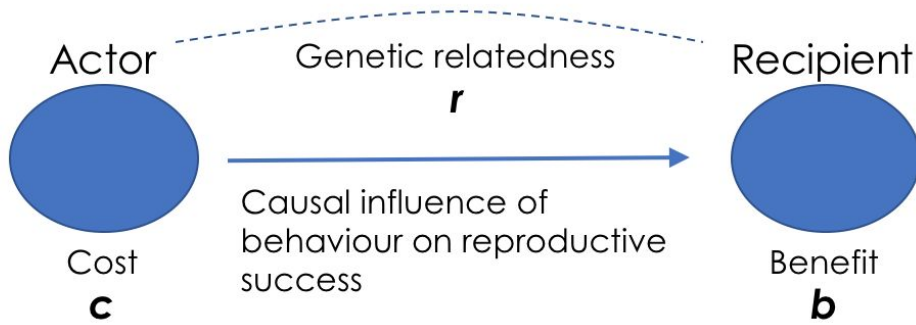 Actor
Genetic relatedness
r
Recipient
Causal influence of
behaviour on reproductive
success
Cost
c
Benefit
b